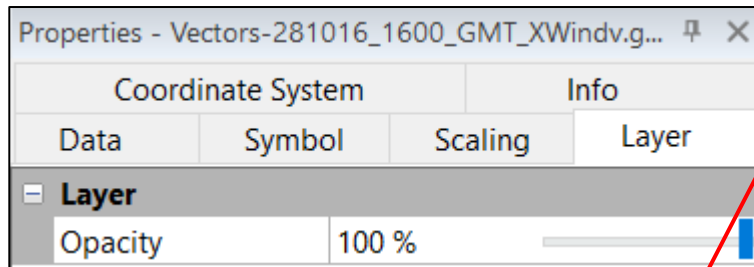 Properties - Vectors-281016_1600_GMT_XWindv.g...
Coordinate System Info
Data Symbol Scaling Layer
Layer
Opacity 100 %